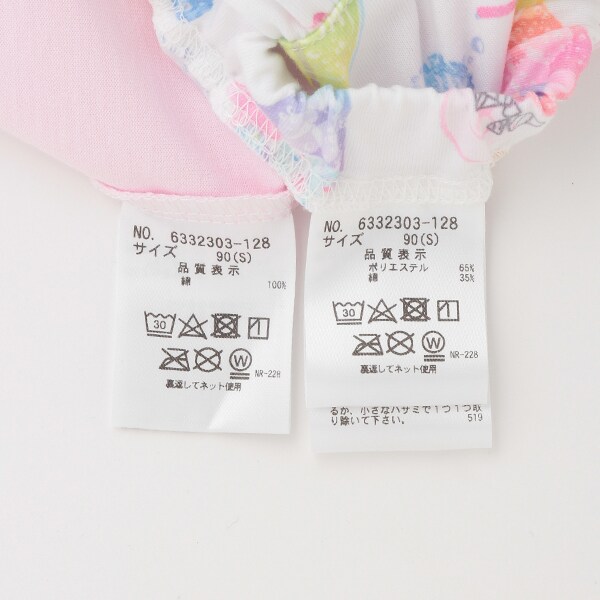 NO. 6332303-128
サイズ 90(S)
品質表示
綿 100%
30
W
NR-228
裏返してネット使用
NO. 6332303-128
サイズ 90(S)
品質表示
ポリエステル 65%
綿 35%
30
W
NR-228
裏返してネット使用
るか、小さなハサミで1つ1つ取
り除いて下さい。
519